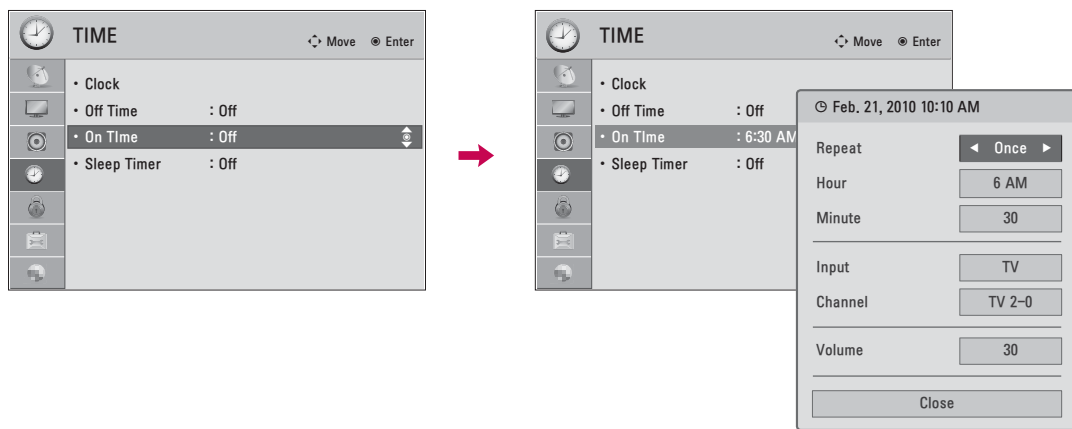 TIME
Move Enter
• Clock
• Off Time : Off
• On TIme : Off
• Sleep Timer : Off
TIME
Move Enter
• Clock
• Off Time : Off
• On TIme : 6:30 AM
• Sleep Timer : Off
Feb. 21, 2010 10:10 AM
Repeat ◄ Once ►
Hour 6 AM
Minute 30
Input TV
Channel TV 2-0
Volume 30
Close